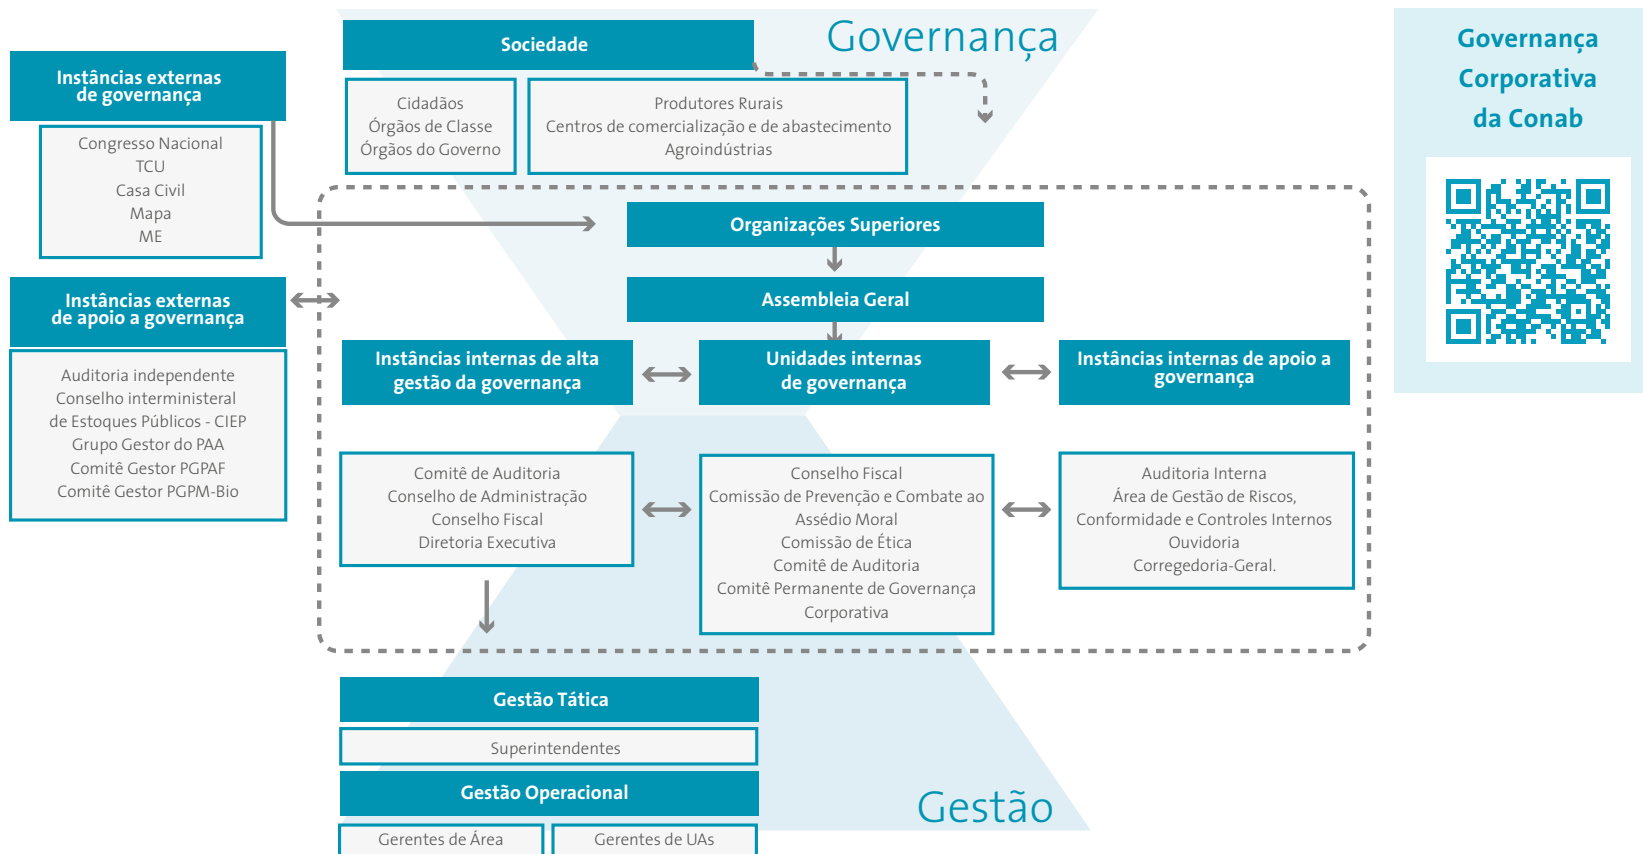 Governança
Sociedade
Cidadãos
Órgãos de Classe
Órgãos do Governo
Produtores Rurais
Centros de comercialização e de abastecimento
Agroindústrias
Instâncias externas
de governança
Congresso Nacional
TCU
Casa Civil
Mapa
ME
Instâncias externas
de apoio a governança
Auditoria independente
Conselho interministeral
de Estoques Públicos - CIEP
Grupo Gestor do PAA
Comitê Gestor PGPAF
Comitê Gestor PGPM-Bio
Organizações Superiores
Assembleia Geral
Instâncias internas de alta
gestão da governança
Unidades internas
de governança
Instâncias internas de apoio a
governança
Comitê de Auditoria
Conselho de Administração
Conselho Fiscal
Diretoria Executiva
Conselho Fiscal
Comissão de Prevenção e Combate ao
Assédio Moral
Comissão de Ética
Comitê de Auditoria
Comitê Permanente de Governança
Corporativa
Auditoria Interna
Área de Gestão de Riscos,
Conformidade e Controles Internos
Ouvidoria
Corregedoria-Geral.
Gestão Tática
Superintendentes
Gestão Operacional
Gerentes de Área
Gerentes de UAs
Gestão
Governança
Corporativa
da Conab